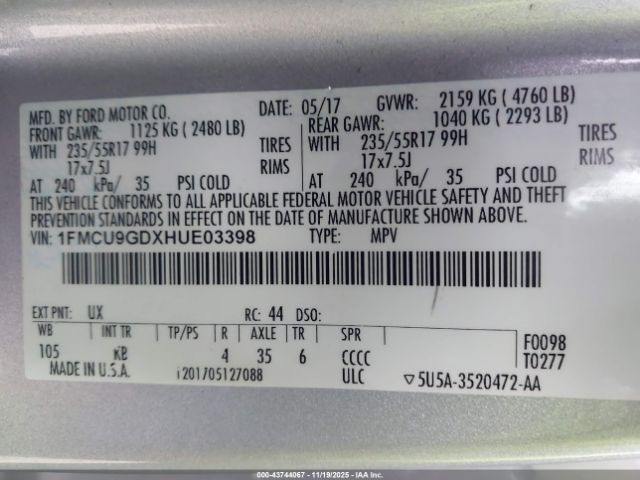 MFD. BY FORD MOTOR CO. DATE: 05/17 GVWR: 2159 KG ( 4760 LB)
FRONT GAWR: 1125 KG ( 2480 LB) REAR GAWR: 1040 KG ( 2293 LB)
WITH 235/55R17 99H TIRES WITH 235/55R17 99H TIRES
17x7.5J RIMS 17x7.5J RIMS
AT 240 kPa/ 35 PSI COLD AT 240 kPa/ 35 PSI COLD
THIS VEHICLE CONFORMS TO ALL APPLICABLE FEDERAL MOTOR VEHICLE SAFETY AND THEFT
PREVENTION STANDARDS IN EFFECT ON THE DATE OF MANUFACTURE SHOWN ABOVE.
VIN: 1FMCU9GDXHUE03398 TYPE: MPV
EXT PNT: UX RC: 44 DSO:
WB INT TR TP/PS R AXLE TR SPR F0098
105 KB 4 35 6 CCCC T0277
MADE IN U.S.A. i201705127088 ULC ▽5U5A-3520472-AA
000-43744067 - 11/19/2025 - IAA, Inc.